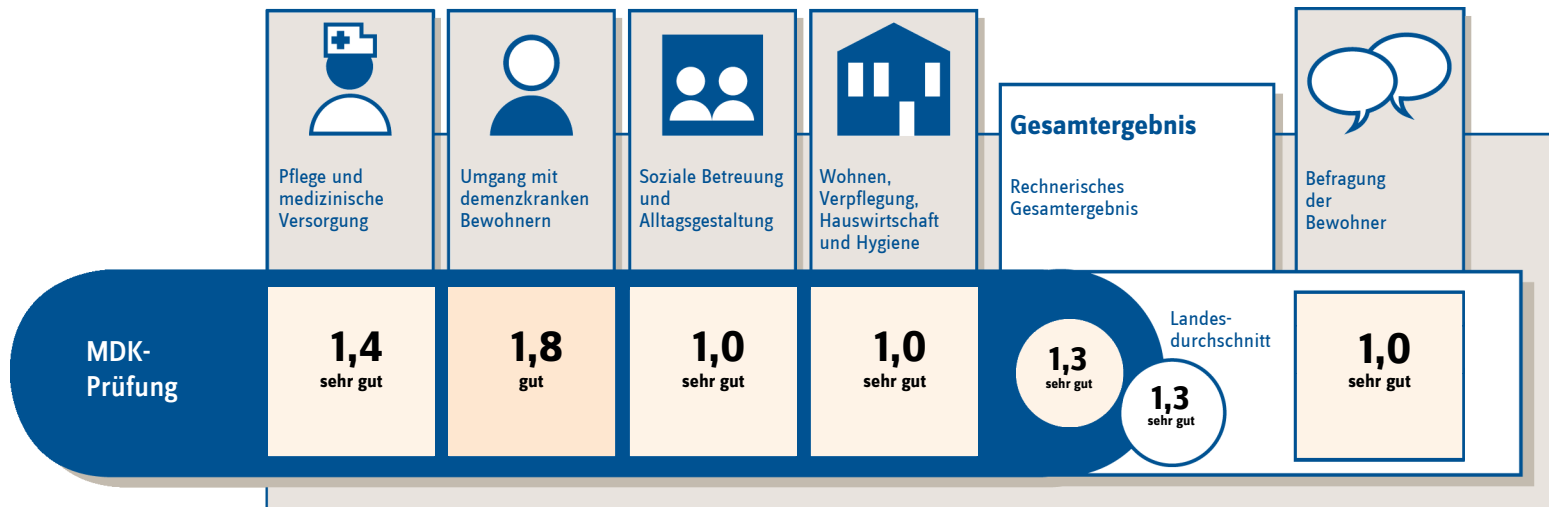 Pflege und
medizinische
Versorgung
Umgang mit
demenzkranken
Bewohnern
Soziale Betreuung
und
Alltagsgestaltung
Wohnen,
Verpflegung,
Hauswirtschaft
und Hygiene
Gesamtergebnis
Rechnerisches
Gesamtergebnis
Befragung
der
Bewohner
MDK-
Prüfung
1,4
sehr gut
1,8
gut
1,0
sehr gut
1,0
sehr gut
1,3
sehr gut
Landes-
durchschnitt
1,3
sehr gut
1,0
sehr gut